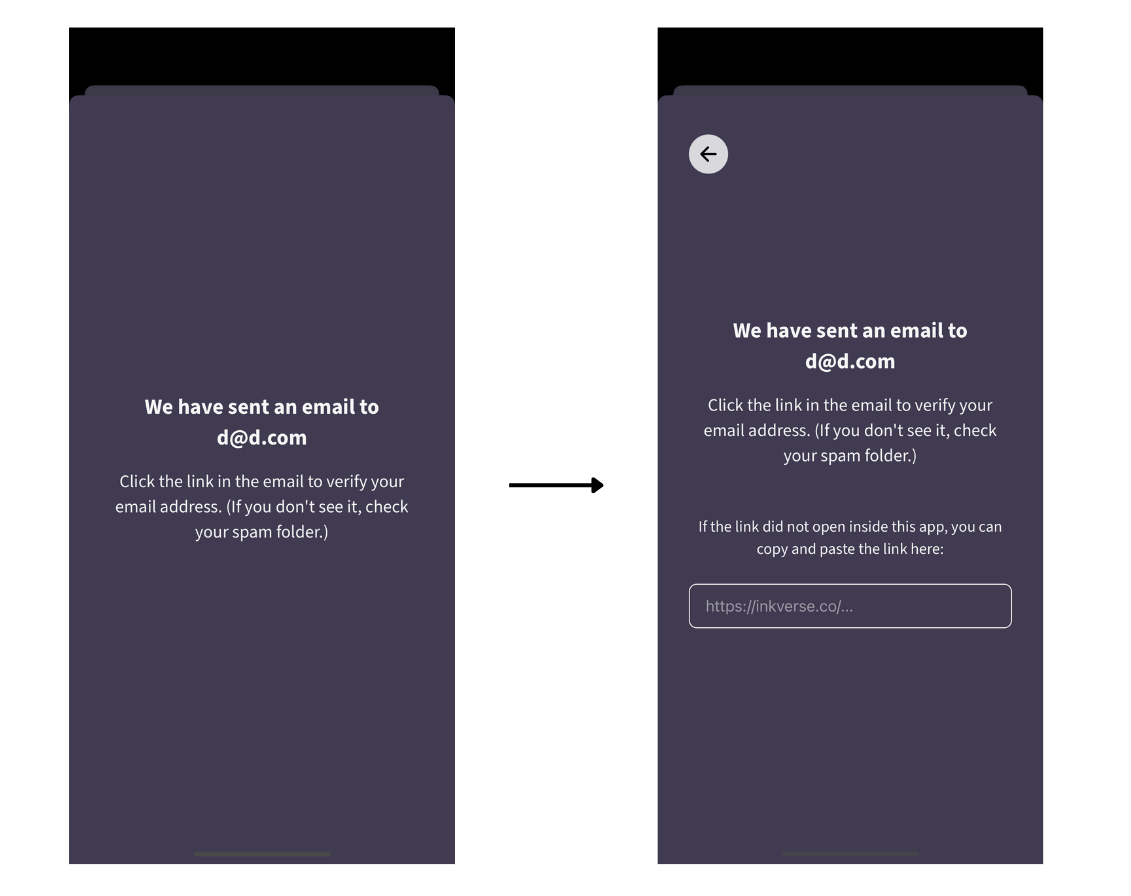 We have sent an email to
d@d.com
Click the link in the email to verify your
email address. (If you don't see it, check
your spam folder.)
We have sent an email to
d@d.com
Click the link in the email to verify your
email address. (If you don't see it, check
your spam folder.)
If the link did not open inside this app, you can
copy and paste the link here:
https://inkverse.co/...